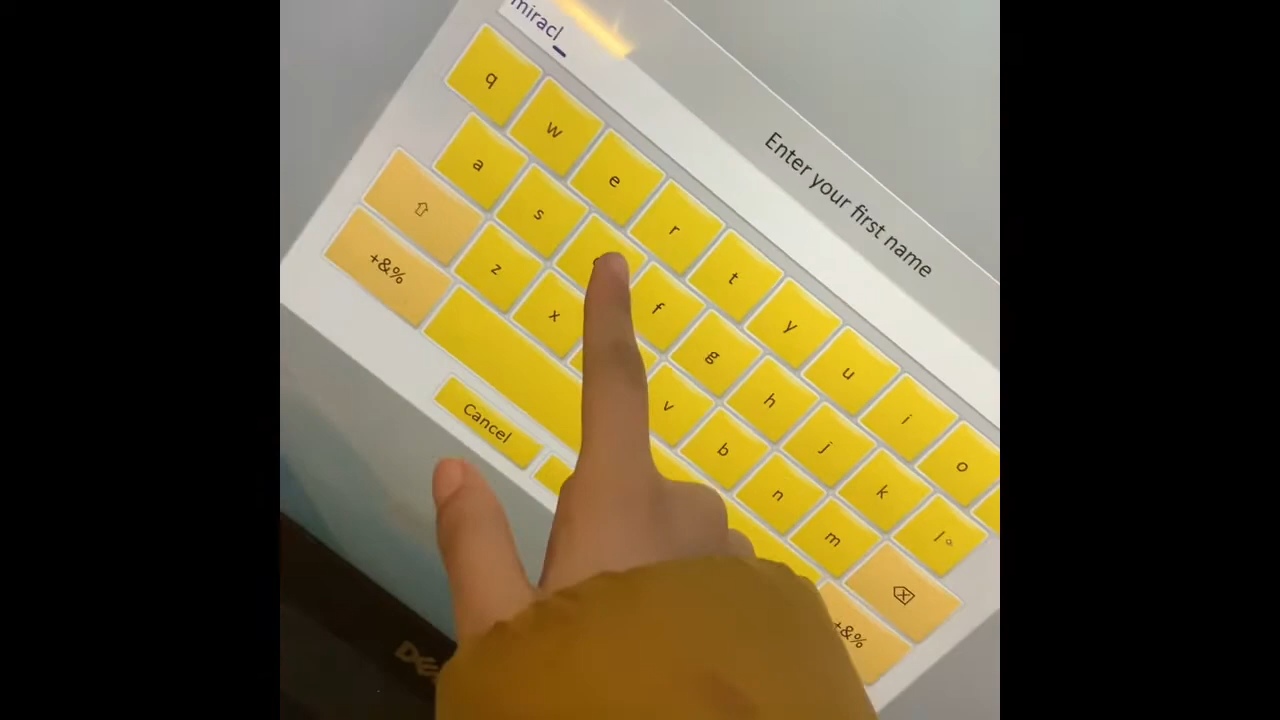 miracl
Enter your first name
q w e r t y u i o
a s f g h j k l
z x v b n m
+&% +&%
Cancel